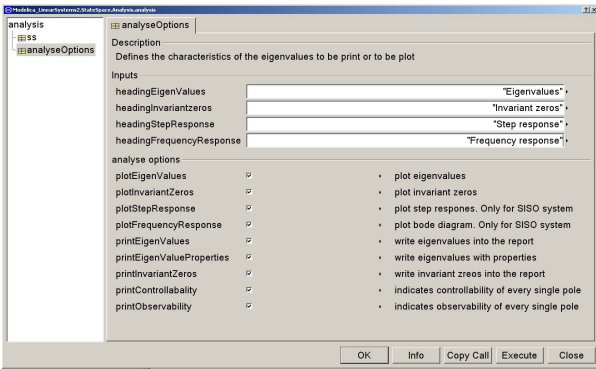 Modelica_LinearSystems2.StateSpace.Analysis.analysis
analysis
ss
analyseOptions
analyseOptions
Description
Defines the characteristics of the eigenvalues to be print or to be plot
Inputs
headingEigenValues "Eigenvalues"
headingInvariantzeros "Invariant zeros"
headingStepResponse "Step response"
headingFrequencyResponse "Frequency response"
analyse options
plotEigenValues plot eigenvalues
plotInvariantZeros plot invariant zeros
plotStepResponse plot step respones. Only for SISO system
plotFrequencyResponse plot bode diagram. Only for SISO system
printEigenValues write eigenvalues into the report
printEigenValueProperties write eigenvalues with properties
printInvariantZeros write invariant zreos into the report
printControllabality indicates controllability of every single pole
printObservability indicates observability of every single pole
OK Info Copy Call Execute Close